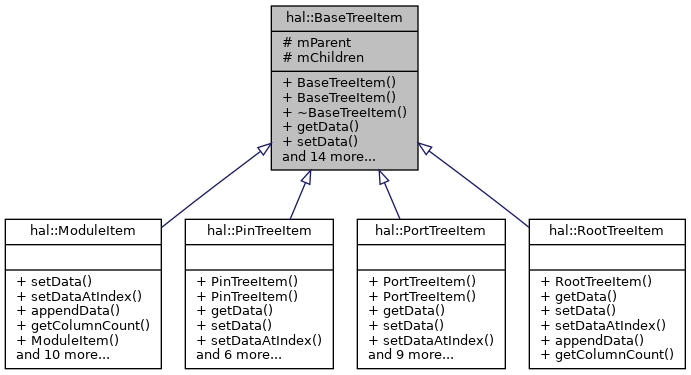 hal::BaseTreeItem
# mParent
# mChildren
+ BaseTreeItem()
+ BaseTreeItem()
+ ~BaseTreeItem()
+ getData()
+ setData()
and 14 more...
hal::ModuleItem
+ setData()
+ setDataAtIndex()
+ appendData()
+ getColumnCount()
+ ModuleItem()
and 10 more...
hal::PinTreeItem
+ PinTreeItem()
+ PinTreeItem()
+ getData()
+ setData()
+ setDataAtIndex()
and 6 more...
hal::PortTreeItem
+ PortTreeItem()
+ PortTreeItem()
+ getData()
+ setData()
+ setDataAtIndex()
and 9 more...
hal::RootTreeItem
+ RootTreeItem()
+ getData()
+ setData()
+ setDataAtIndex()
+ appendData()
+ getColumnCount()